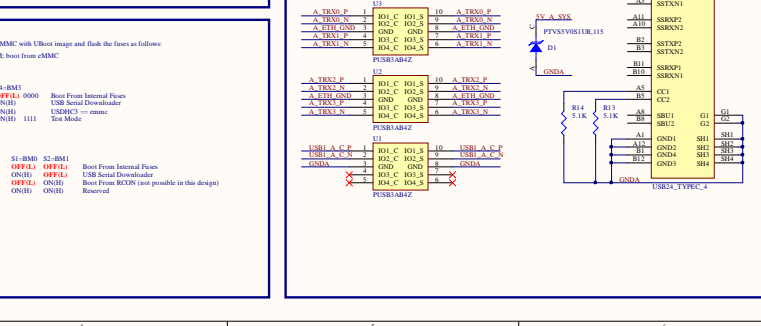 MMC with UBoot image and flash the fuses as follows:
; boot from eMMC
=BM3
OFF(L) 0000 Boot From Internal Fuses
N(H) USB Serial Downloader
N(H) USDHC3 == emmc
N(H) 1111 Test Mode
S1=BM0 S2=BM1
OFF(L) OFF(L) Boot From Internal Fuses
ON(H) OFF(L) USB Serial Downloader
OFF(L) ON(H) Boot From RCON (not possible in this design)
ON(H) ON(H) Reserved
U3
A_TRX0_P 1 IO1_C IO1_S 10 A_TRX0_P
A_TRX0_N 2 IO2_C IO2_S 9 A_TRX0_N
A_ETH_GND 3 GND GND 8 A_ETH_GND
A_TRX1_P 4 IO3_C IO3_S 7 A_TRX1_P
A_TRX1_N 5 IO4_C IO4_S 6 A_TRX1_N
PUSB3AB4Z
U2
A_TRX2_P 1 IO1_C IO1_S 10 A_TRX2_P
A_TRX2_N 2 IO2_C IO2_S 9 A_TRX2_N
A_ETH_GND 3 GND GND 8 A_ETH_GND
A_TRX3_P 4 IO3_C IO3_S 7 A_TRX3_P
A_TRX3_N 5 IO4_C IO4_S 6 A_TRX3_N
PUSB3AB4Z
U1
USB1_A_C_P 1 IO1_C IO1_S 10 USB1_A_C_P
USB1_A_C_N 2 IO2_C IO2_S 9 USB1_A_C_N
GNDA 3 GND GND 8 GNDA
4 IO3_C IO3_S 7
5 IO4_C IO4_S 6
PUSB3AB4Z
5V_A_SYS
C
PTVS5V0S1UR,115
D1
A
GNDA
SSTXN1
A11 SSRXP2
A10 SSRXN2
B2 SSTXP2
B3 SSTXN2
B11 SSRXP1
B10 SSRXN1
A5 CC1
B5 CC2
R14 R13
5.1K 5.1K
A8 SBU1 G1 G1
B8 SBU2 G2 G2
A1 GND1 SH1 SH1
A12 GND2 SH2 SH2
B1 GND4 SH3 SH3
B12 GND3 SH4 SH4
GNDA
USB24_TYPEC_4